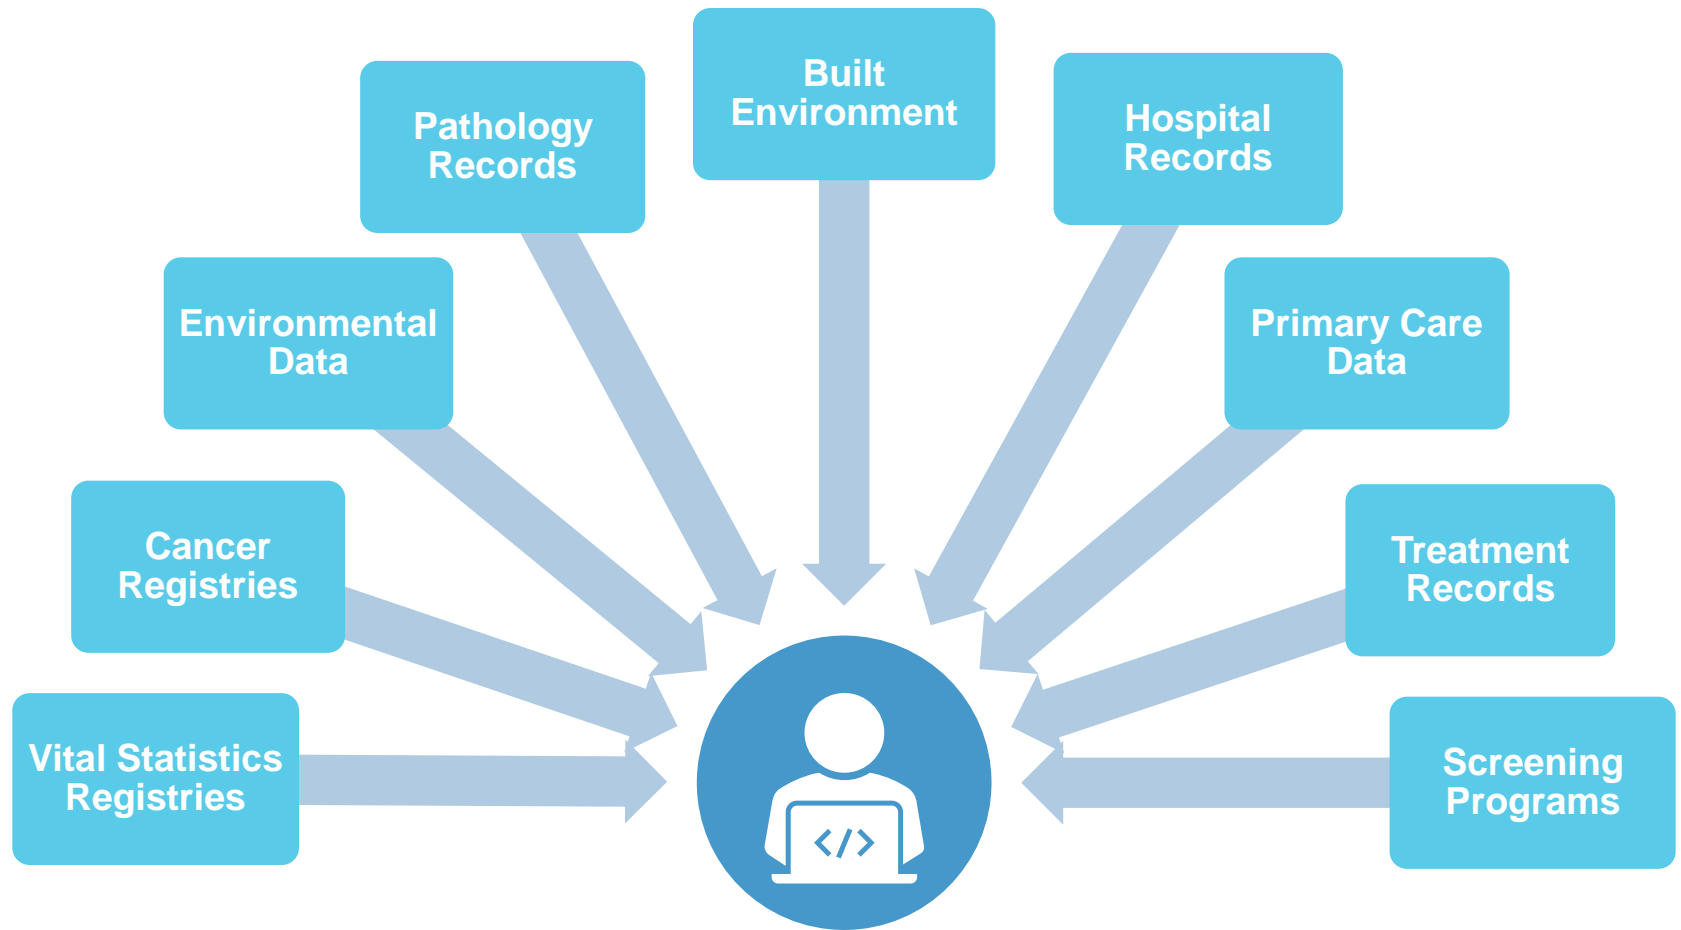 Built
Environment
Pathology
Records
Hospital
Records
Environmental
Data
Primary Care
Data
Cancer
Registries
Treatment
Records
Vital Statistics
Registries
Screening
Programs
</>